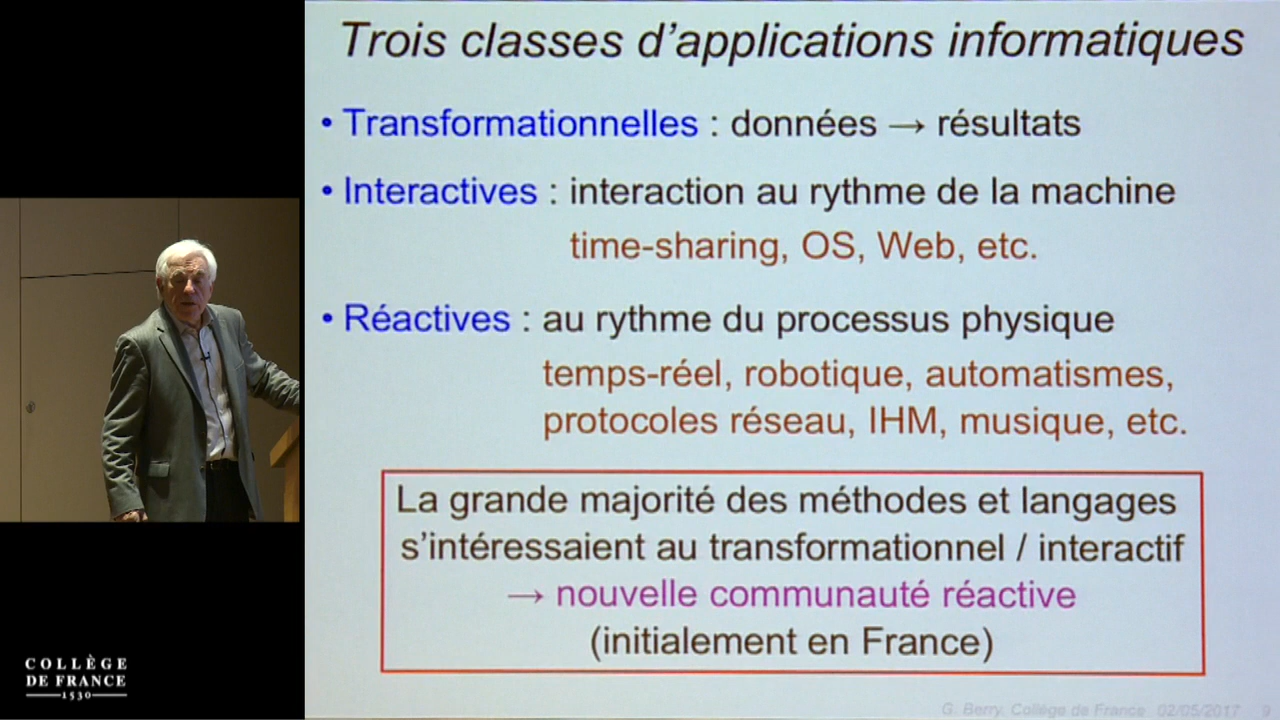 Trois classes d'applications informatiques
• Transformationnelles : données → résultats
• Interactives : interaction au rythme de la machine
time-sharing, OS, Web, etc.
• Réactives : au rythme du processus physique
temps-réel, robotique, automatismes,
protocoles réseau, IHM, musique, etc.
La grande majorité des méthodes et langages
s'intéressaient au transformationnel / interactif
→ nouvelle communauté réactive
(initialement en France)
G. Berry, Collège de France 02/05/2017 9
COLLÈGE
DE FRANCE
1530